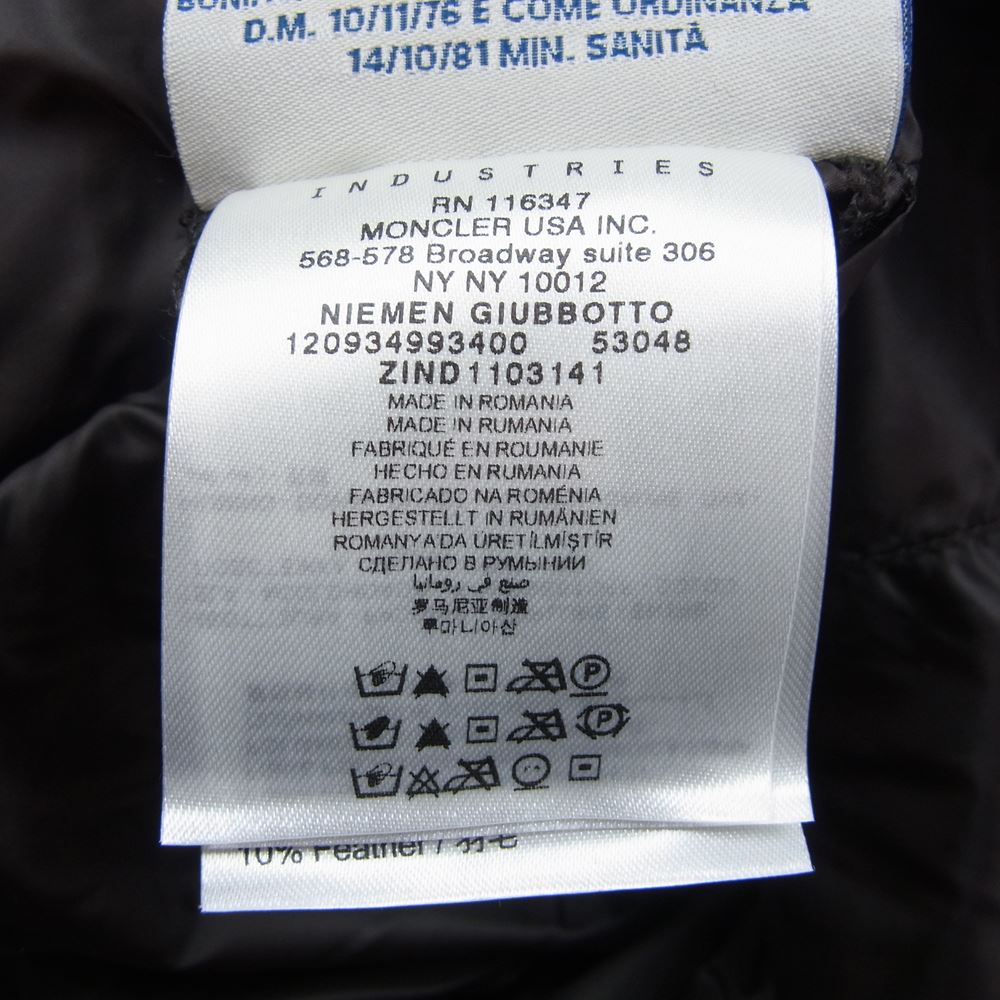 D.M. 10/11/76 E COME ORDINANZA
14/10/81 MIN. SANITÀ
INDUSTRIES
RN 116347
MONCLER USA INC.
568-578 Broadway suite 306
NY NY 10012
NIEMEN GIUBBOTTO
120934993400 53048
ZIND1103141
MADE IN ROMANIA
MADE IN RUMANIA
FABRIQUÉ EN ROUMANIE
HECHO EN RUMANIA
FABRICADO NA ROMÉNIA
HERGESTELLT IN RUMÄNIEN
ROMANYA'DA ÜRETİLMİŞTİR
СДЕЛАНО В РУМЫНИИ
صنع في رومانيا
罗马尼亚制造
루마니아산
P
P
10% Feather / 羽毛